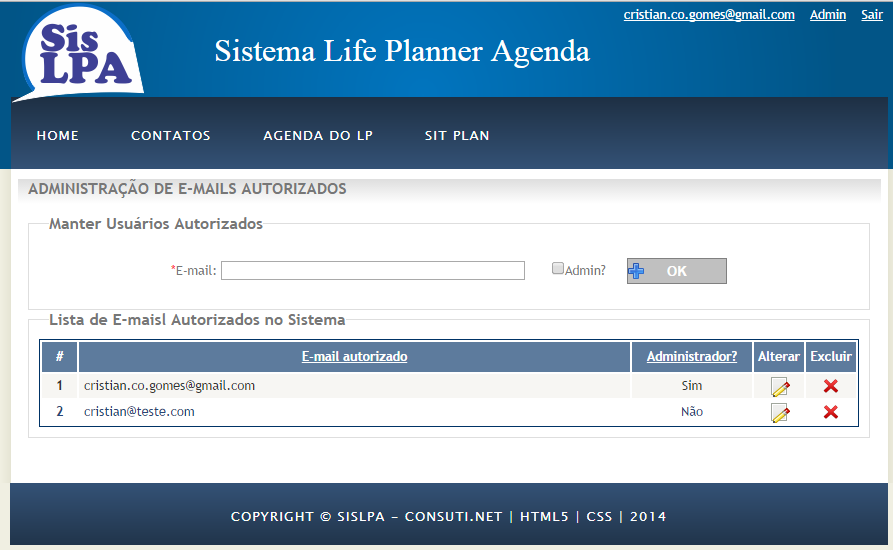 Sis
LPA
Sistema Life Planner Agenda
cristian.co.gomes@gmail.com Admin Sair
HOME CONTATOS AGENDA DO LP SIT PLAN
ADMINISTRAÇÃO DE E-MAILS AUTORIZADOS
Manter Usuários Autorizados
*E-mail: Admin? OK
Lista de E-maisl Autorizados no Sistema
# E-mail autorizado Administrador? Alterar Excluir
1 cristian.co.gomes@gmail.com Sim
2 cristian@teste.com Não
COPYRIGHT © SISLPA – CONSUTI.NET | HTML5 | CSS | 2014